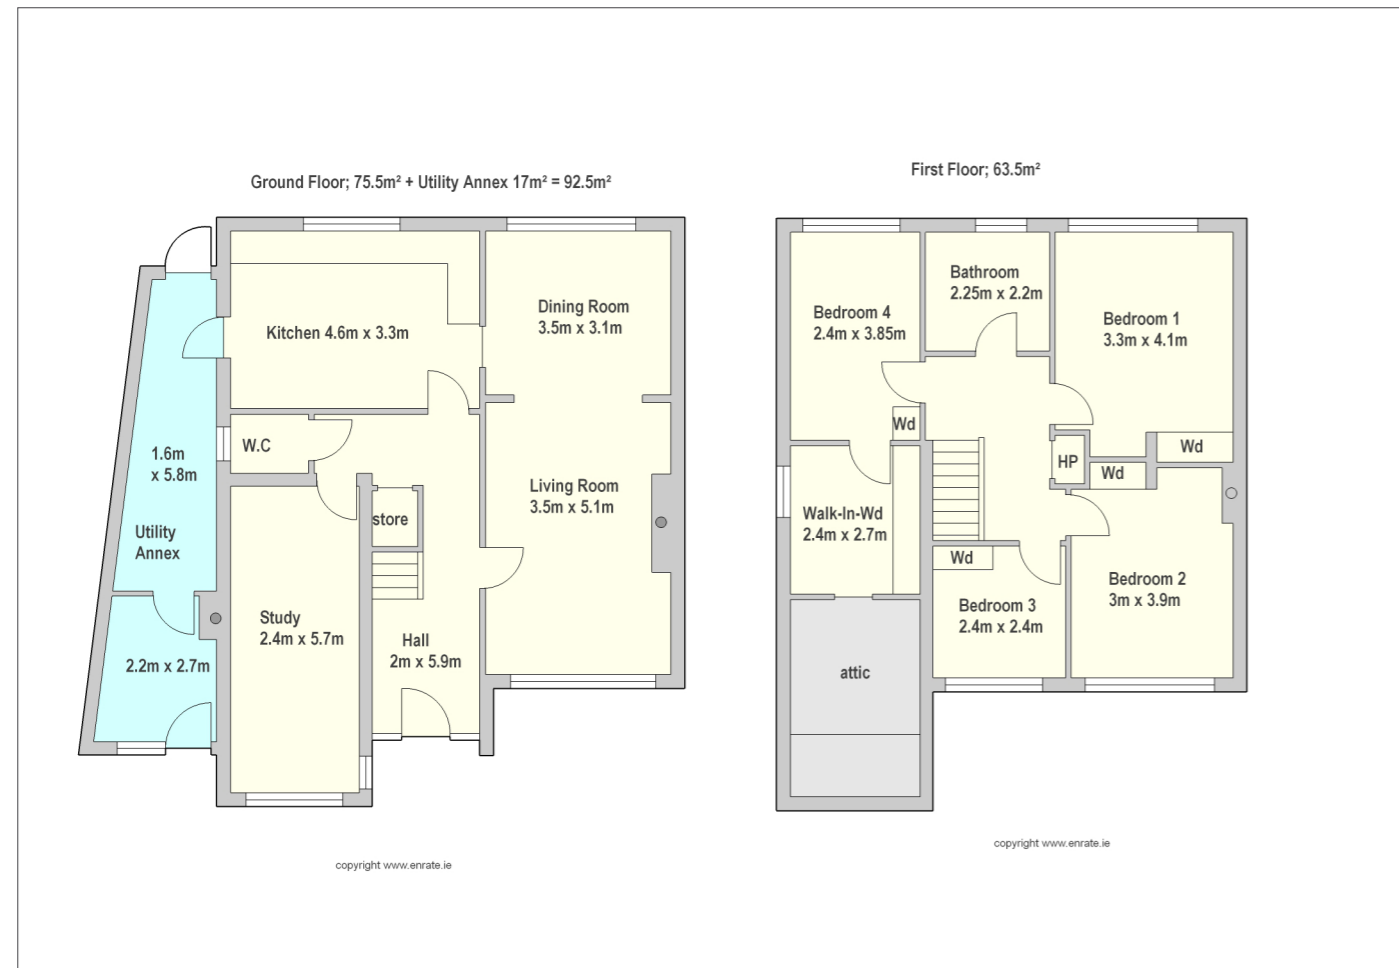 Ground Floor; 75.5m² + Utility Annex 17m² = 92.5m²
Kitchen 4.6m x 3.3m
Dining Room
3.5m x 3.1m
W.C
1.6m
x 5.8m
Utility
Annex
store
Living Room
3.5m x 5.1m
Study
2.4m x 5.7m
Hall
2m x 5.9m
2.2m x 2.7m
copyright www.enrate.ie
First Floor; 63.5m²
Bathroom
2.25m x 2.2m
Bedroom 4
2.4m x 3.85m
Bedroom 1
3.3m x 4.1m
Wd
Wd
HP
Wd
Walk-In-Wd
2.4m x 2.7m
Wd
Bedroom 2
3m x 3.9m
Bedroom 3
2.4m x 2.4m
attic
copyright www.enrate.ie